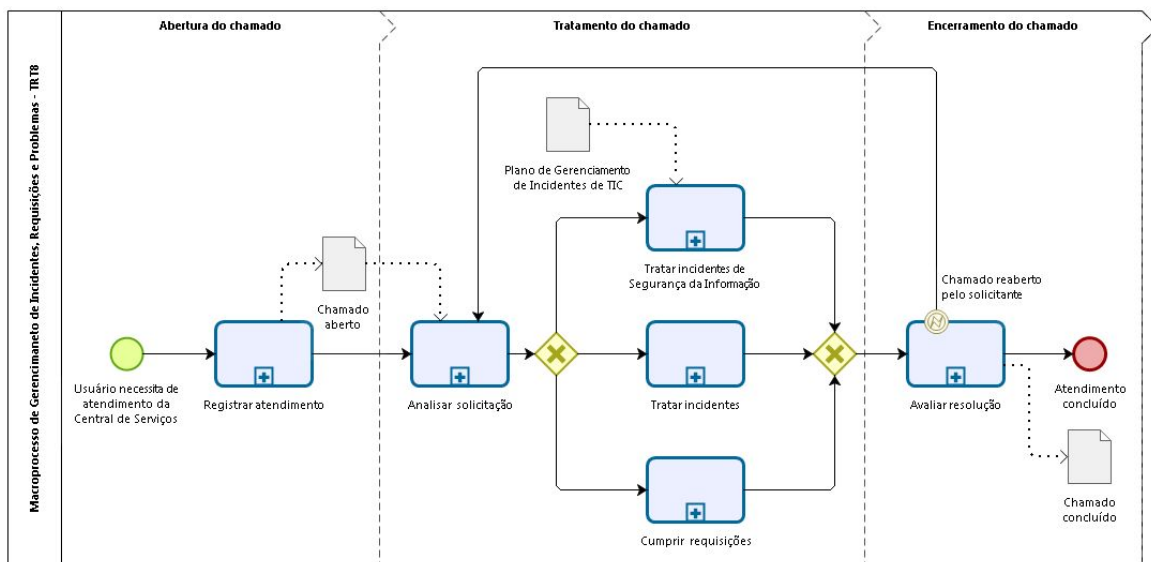 Macroprocesso de Gerenciamaneto de Incidentes, Requisições e Problemas - TRT8
Abertura do chamado
Tratamento do chamado
Encerramento do chamado
Plano de Gerenciamento
de Incidentes de TIC
Tratar incidentes de
Segurança da Informação
Chamado
aberto
Chamado reaberto
pelo solicitante
Usuário necessita de
atendimento da
Central de Serviços
Registrar atendimento
Analisar solicitação
Tratar incidentes
Avaliar resolução
Atendimento
concluído
Cumprir requisições
Chamado
concluído